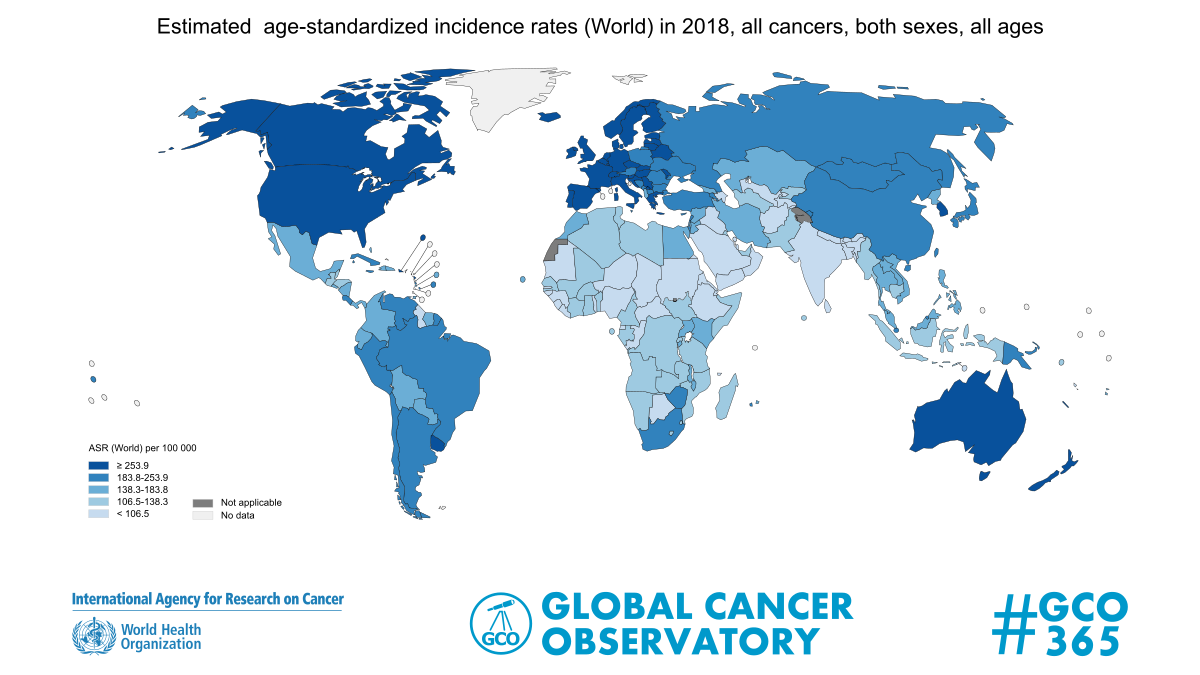 Estimated  age-standardized incidence rates (World) in 2018, all cancers, both sexes, all ages
ASR (World) per 100 000
≥ 253.9
183.8-253.9
138.3-183.8
106.5-138.3
< 106.5
Not applicable
No data
International Agency for Research on Cancer
World Health
Organization
GCO
GLOBAL CANCER
OBSERVATORY
#GCO
365